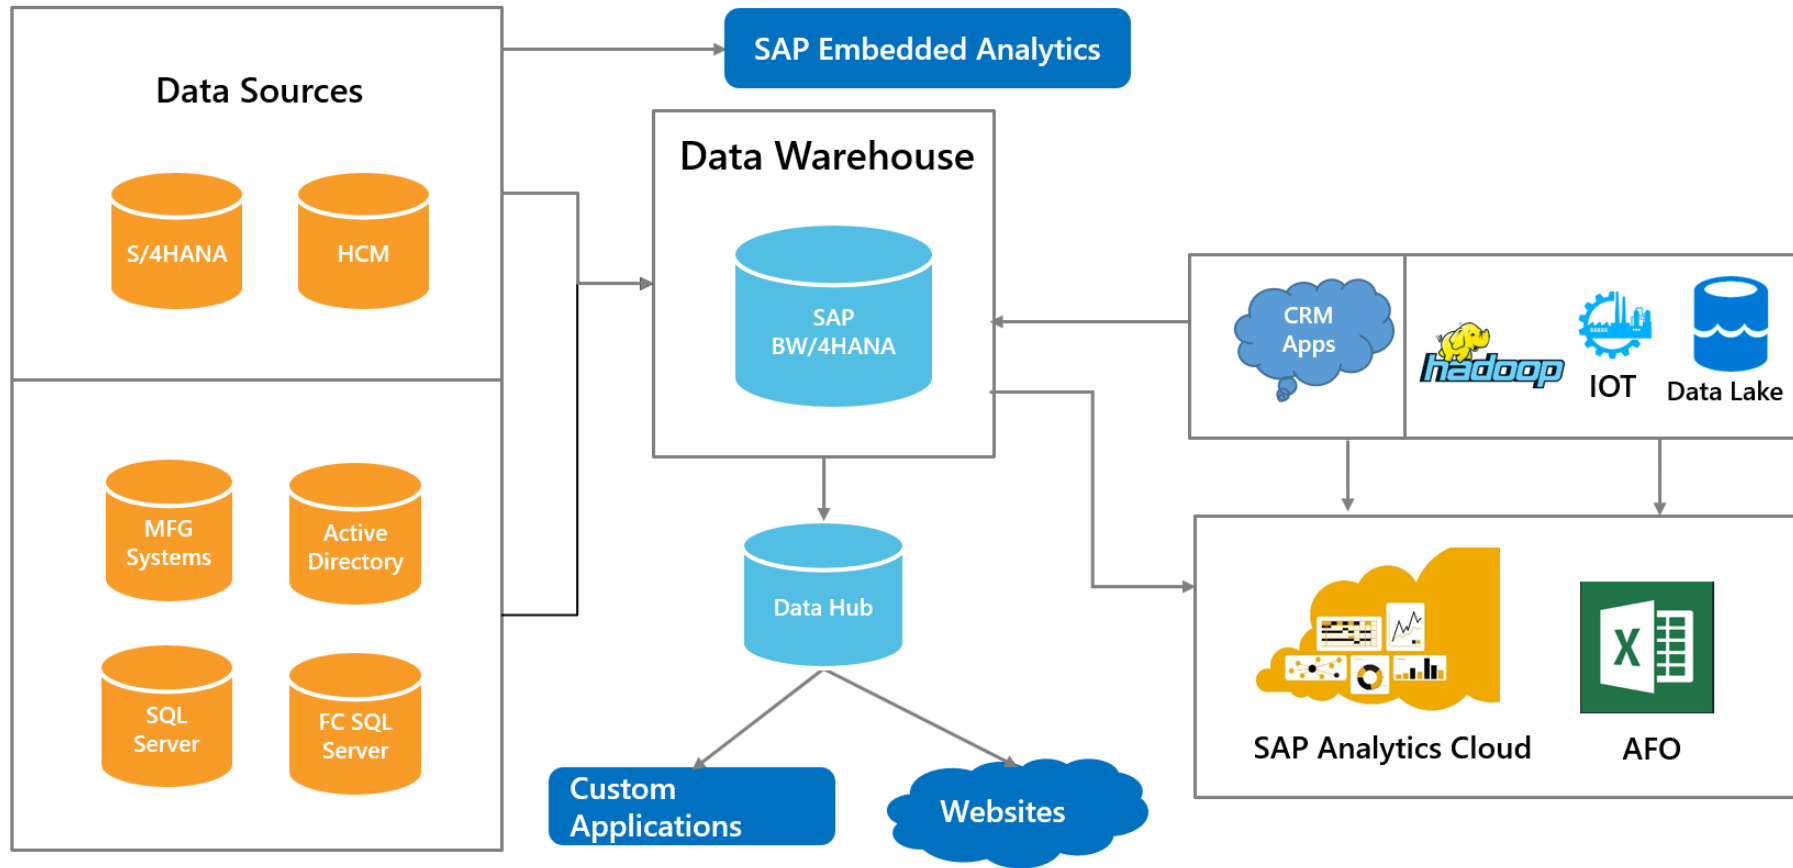 SAP Embedded Analytics
Data Sources
S/4HANA
HCM
MFG
Systems
Active
Directory
SQL
Server
FC SQL
Server
Data Warehouse
SAP
BW/4HANA
Data Hub
Custom
Applications
Websites
CRM
Apps
hadoop
IOT
Data Lake
X
SAP Analytics Cloud
AFO